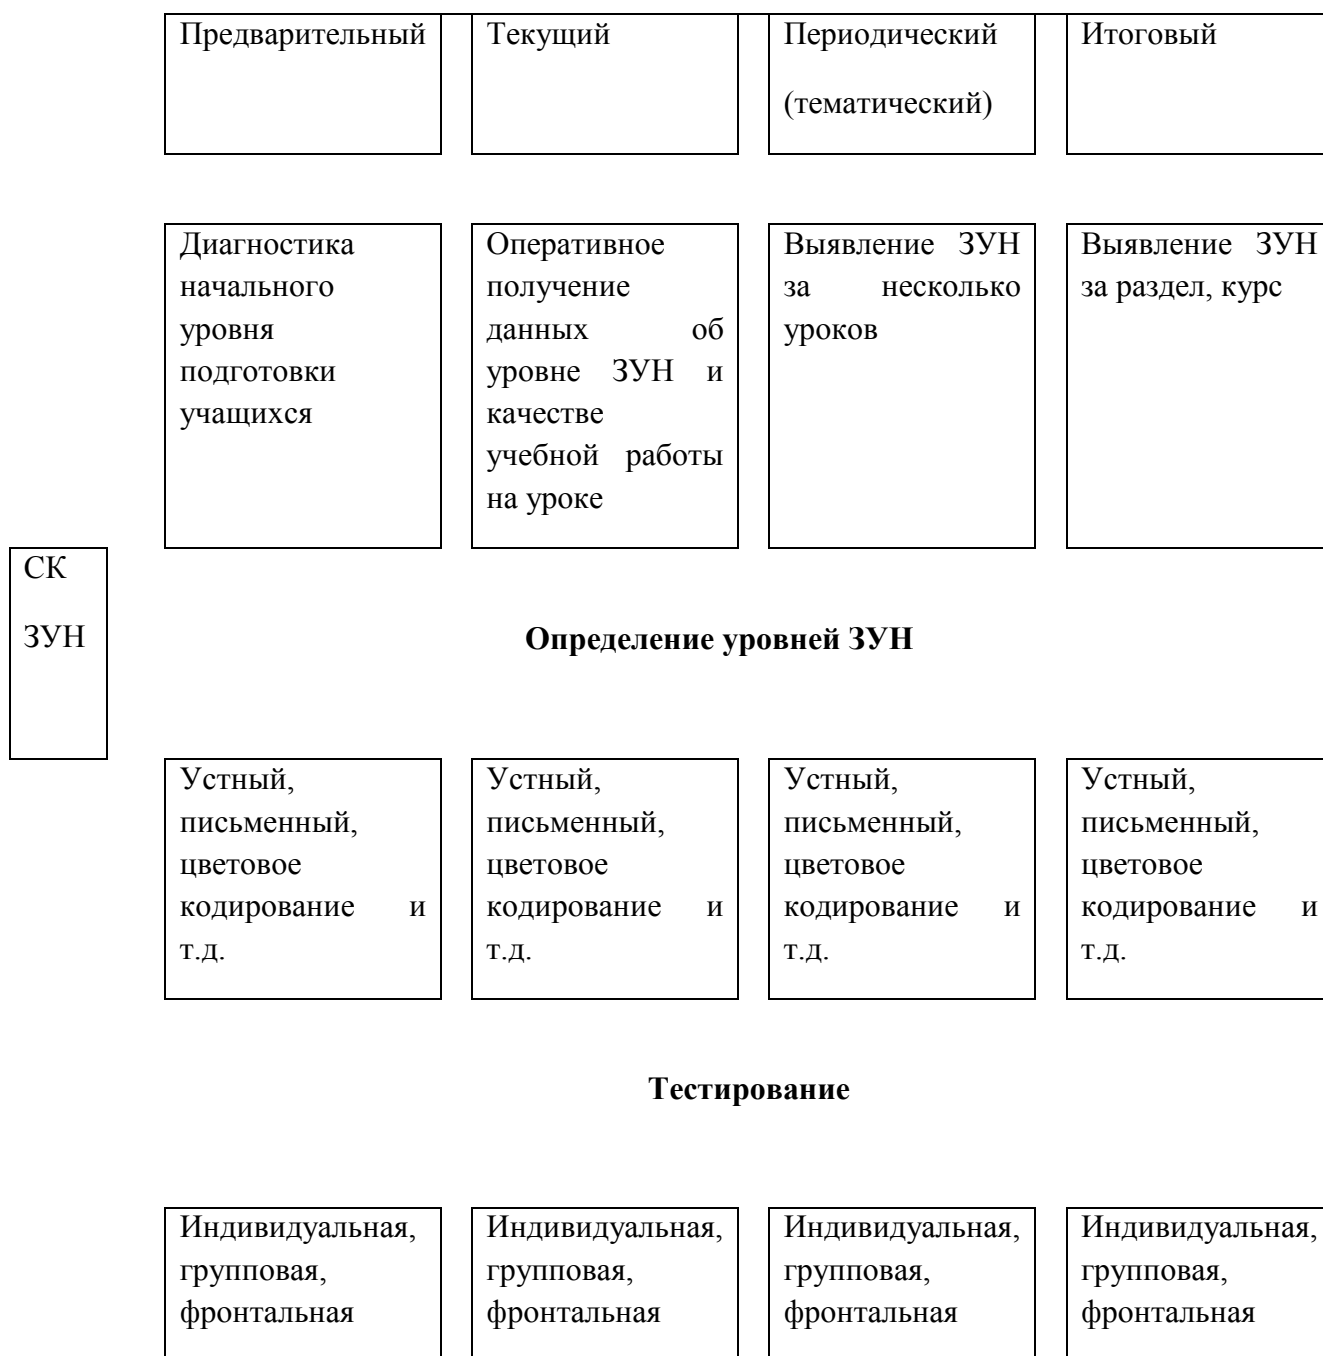 Предварительный
Текущий
Периодический
(тематический)
Итоговый
Диагностика
начального
уровня
подготовки
учащихся
Оперативное
получение
данных об
уровне ЗУН и
качестве
учебной работы
на уроке
Выявление ЗУН
за несколько
уроков
Выявление ЗУН
за раздел, курс
СК
ЗУН
Определение уровней ЗУН
Устный,
письменный,
цветовое
кодирование и
т.д.
Устный,
письменный,
цветовое
кодирование и
т.д.
Устный,
письменный,
цветовое
кодирование и
т.д.
Устный,
письменный,
цветовое
кодирование и
т.д.
Тестирование
Индивидуальная,
групповая,
фронтальная
Индивидуальная,
групповая,
фронтальная
Индивидуальная,
групповая,
фронтальная
Индивидуальная,
групповая,
фронтальная